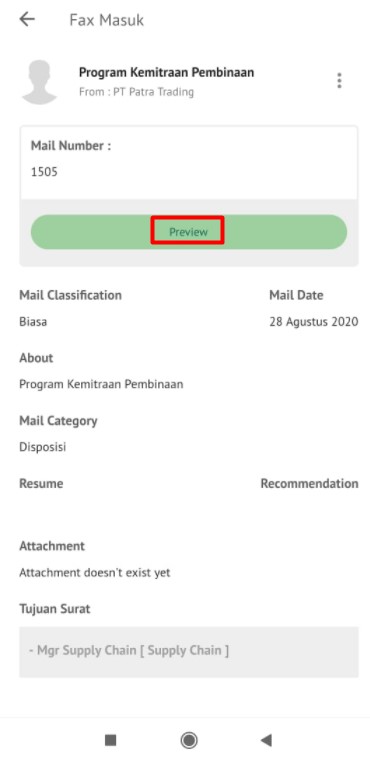 Fax Masuk
Program Kemitraan Pembinaan
From : PT Patra Trading
Mail Number :
1505
Preview
Mail Classification
Mail Date
Biasa
28 Agustus 2020
About
Program Kemitraan Pembinaan
Mail Category
Disposisi
Resume
Recommendation
Attachment
Attachment doesn't exist yet
Tujuan Surat
- Mgr Supply Chain [ Supply Chain ]